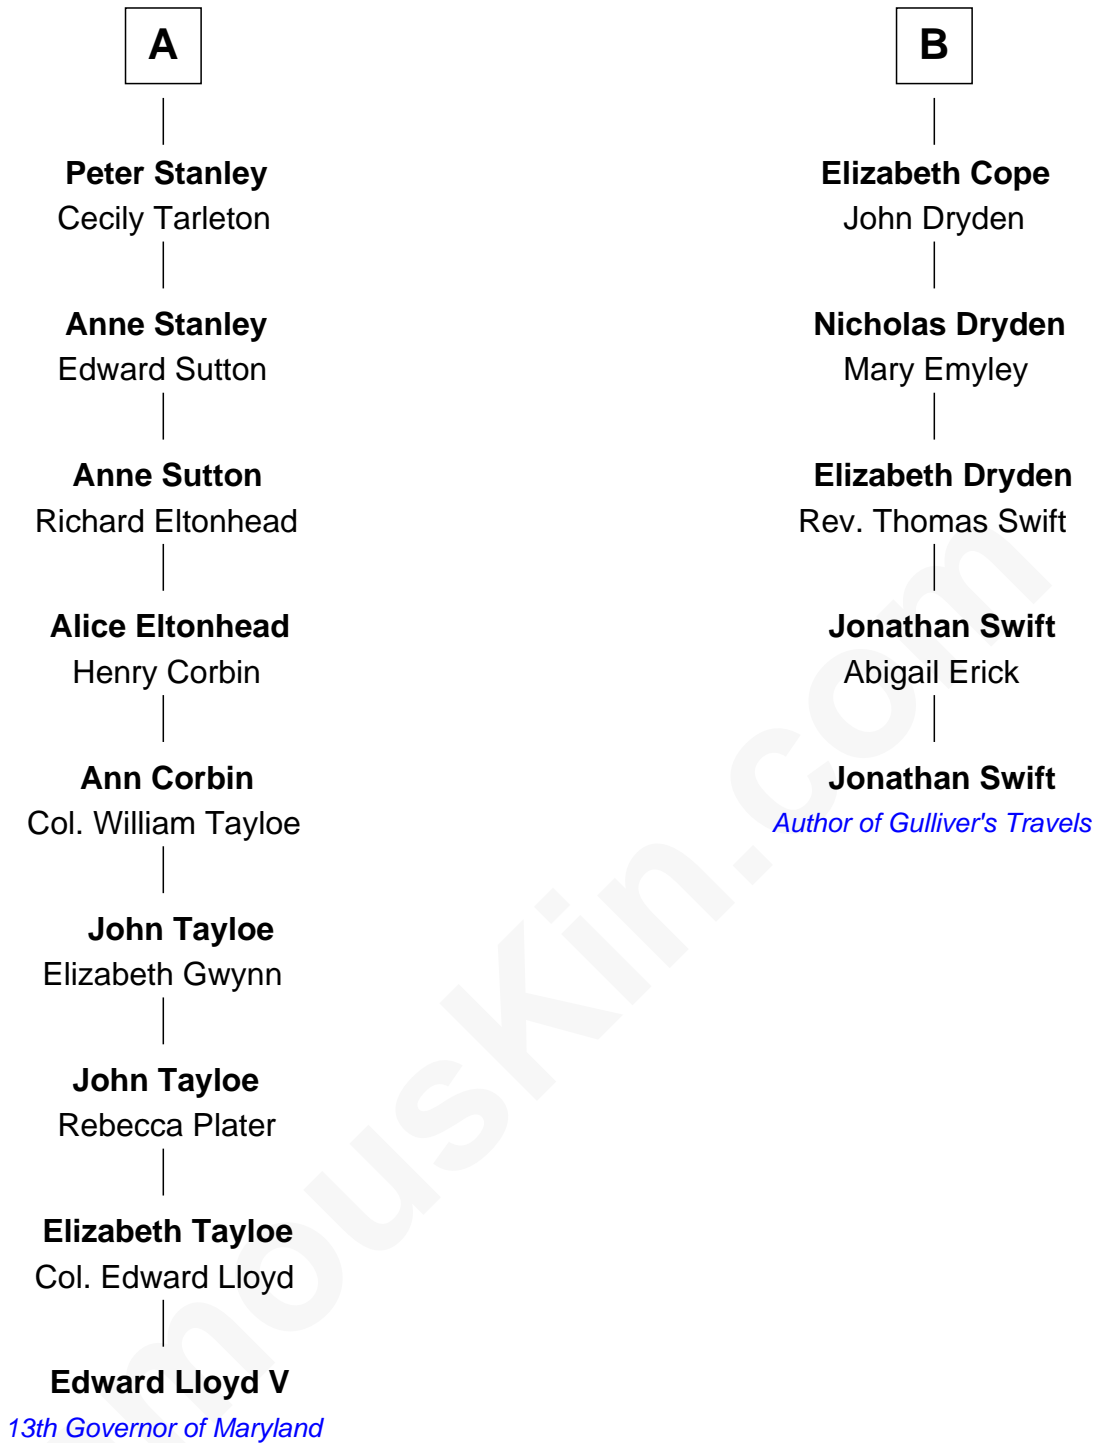 A
Peter Stanley
Cecily Tarleton
Anne Stanley
Edward Sutton
Anne Sutton
Richard Eltonhead
Alice Eltonhead
Henry Corbin
Ann Corbin
Col. William Tayloe
John Tayloe
Elizabeth Gwynn
John Tayloe
Rebecca Plater
Elizabeth Tayloe
Col. Edward Lloyd
Edward Lloyd V
13th Governor of Maryland
B
Elizabeth Cope
John Dryden
Nicholas Dryden
Mary Emyley
Elizabeth Dryden
Rev. Thomas Swift
Jonathan Swift
Abigail Erick
Jonathan Swift
Author of Gulliver's Travels
mousKin.com